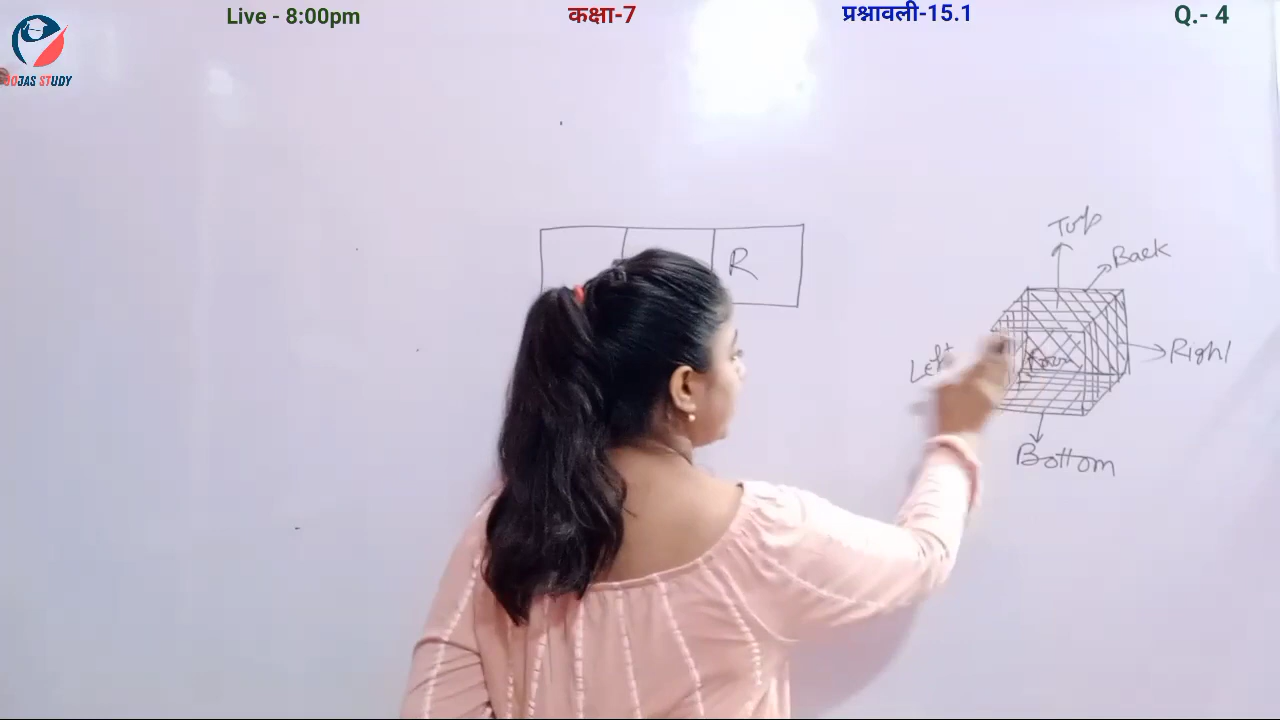 Live - 8:00pm
कक्षा-7
प्रश्नावली-15.1
Q.- 4
OJAS STUDY
Top
Back
R
Right
Left
Bottom